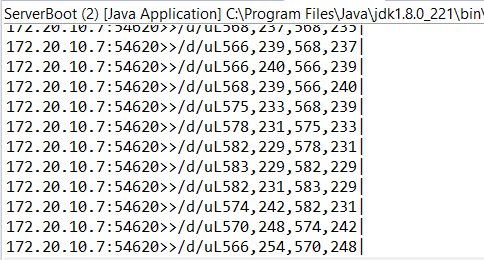 ServerBoot (2) [Java Application] C:\Program Files\Java\jdk1.8.0_221\bin\
172.20.10.7:54620>>/d/uL568,237,568,235|
172.20.10.7:54620>>/d/uL566,239,568,237|
172.20.10.7:54620>>/d/uL566,240,566,239|
172.20.10.7:54620>>/d/uL568,239,566,240|
172.20.10.7:54620>>/d/uL575,233,568,239|
172.20.10.7:54620>>/d/uL578,231,575,233|
172.20.10.7:54620>>/d/uL582,229,578,231|
172.20.10.7:54620>>/d/uL583,229,582,229|
172.20.10.7:54620>>/d/uL582,231,583,229|
172.20.10.7:54620>>/d/uL574,242,582,231|
172.20.10.7:54620>>/d/uL570,248,574,242|
172.20.10.7:54620>>/d/uL566,254,570,248|